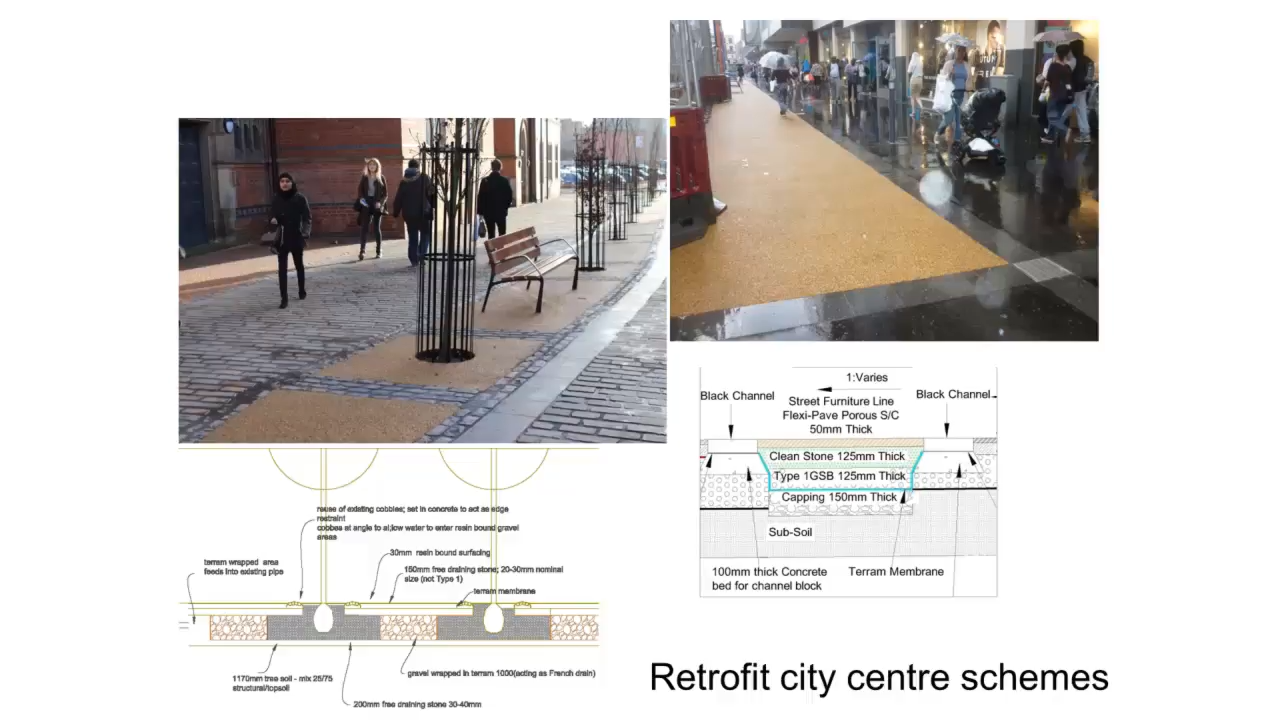 1:Varies
Black Channel
Black Channel
Street Furniture Line
Flexi-Pave Porous S/C
50mm Thick
Clean Stone 125mm Thick
Type 1GSB 125mm Thick
Capping 150mm Thick
Sub-Soil
100mm thick Concrete
bed for channel block
Terram Membrane
reuse of existing cobbles; set in concrete to act as edge
restraint
cobbes at angle to al;low water to enter resin bound gravel
areas
30mm resin bound surfacing
terram wrapped area
feeds into existing pipe
150mm free draining stone; 20-30mm nominal
size (not Type 1)
terram membrane
gravel wrapped in terram 1000(acting as French drain)
1170mm tree soil - mix 25/75
structural/topsoil
200mm free draining stone 30-40mm
Retrofit city centre schemes